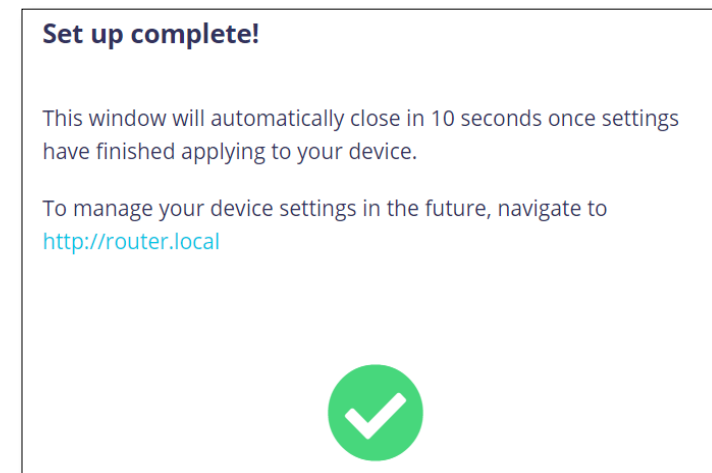 Set up complete!
This window will automatically close in 10 seconds once settings
have finished applying to your device.
To manage your device settings in the future, navigate to
http://router.local